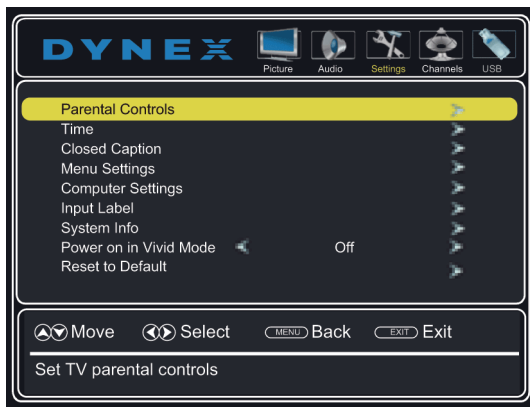 DYNEX
Picture Audio Settings Channels USB
Parental Controls
Time
Closed Caption
Menu Settings
Computer Settings
Input Label
System Info
Power on in Vivid Mode Off
Reset to Default
Move Select MENU Back EXIT Exit
Set TV parental controls